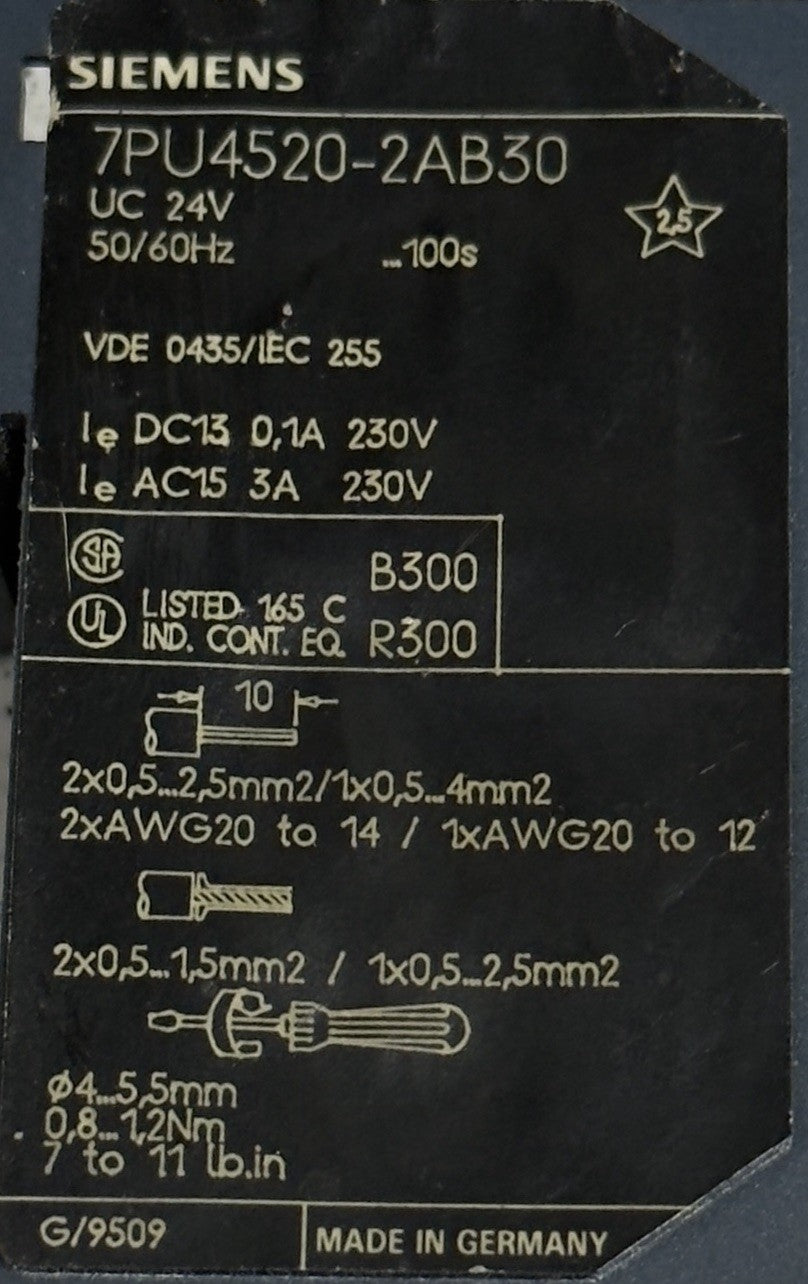 SIEMENS
7PU4520-2AB30
UC 24V
2,5
50/60Hz ...100s
VDE 0435/IEC 255
Ie DC13 0,1A 230V
Ie AC15 3A 230V
SA B300
UL LISTED 165 C
IND. CONT. EQ. R300
10
2x0,5...2,5mm2/1x0,5...4mm2
2xAWG20 to 14 / 1xAWG20 to 12
2x0,5...1,5mm2 / 1x0,5...2,5mm2
ø4...5,5mm
0,8...1,2Nm
7 to 11 lb.in
G/9509 MADE IN GERMANY